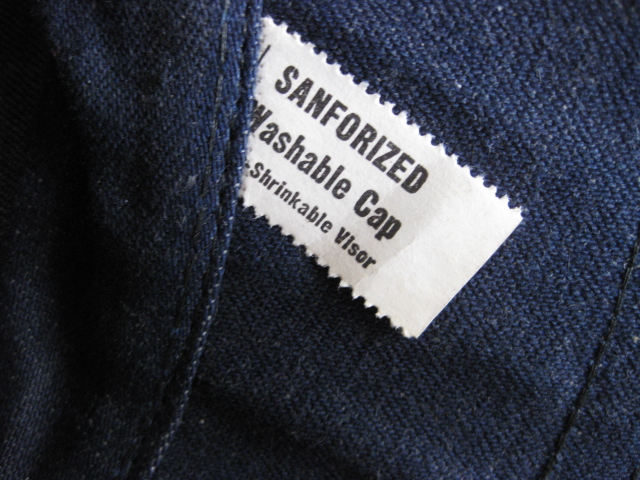 SANFORIZED
Washable Cap
-Shrinkable Visor